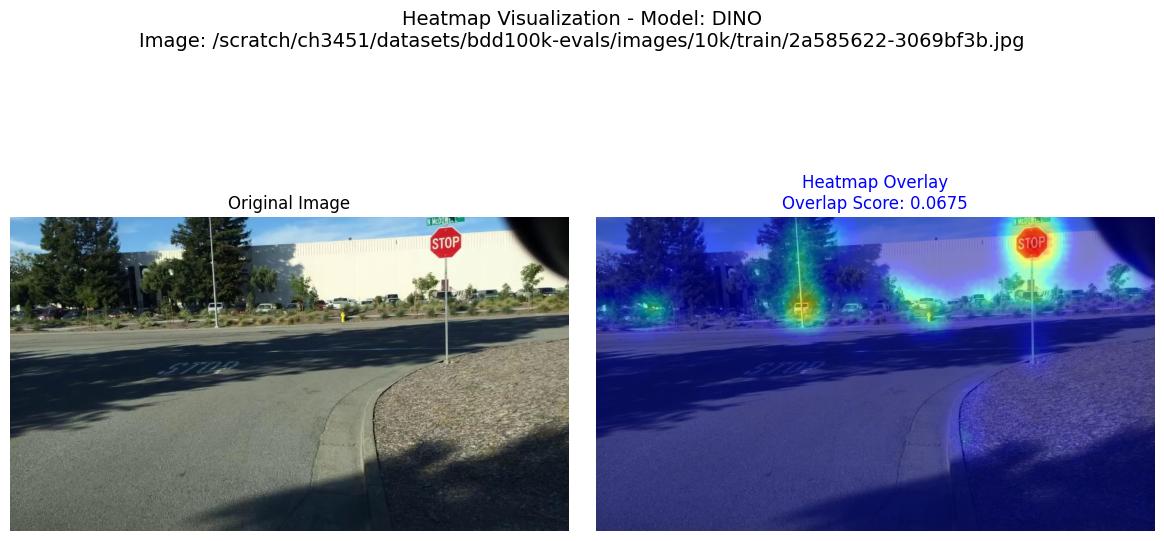 Heatmap Visualization - Model: DINO
Image: /scratch/ch3451/datasets/bdd100k-evals/images/10k/train/2a585622-3069bf3b.jpg
Original Image
Heatmap Overlay
Overlap Score: 0.0675
STOP
STOP
STOP
STOP